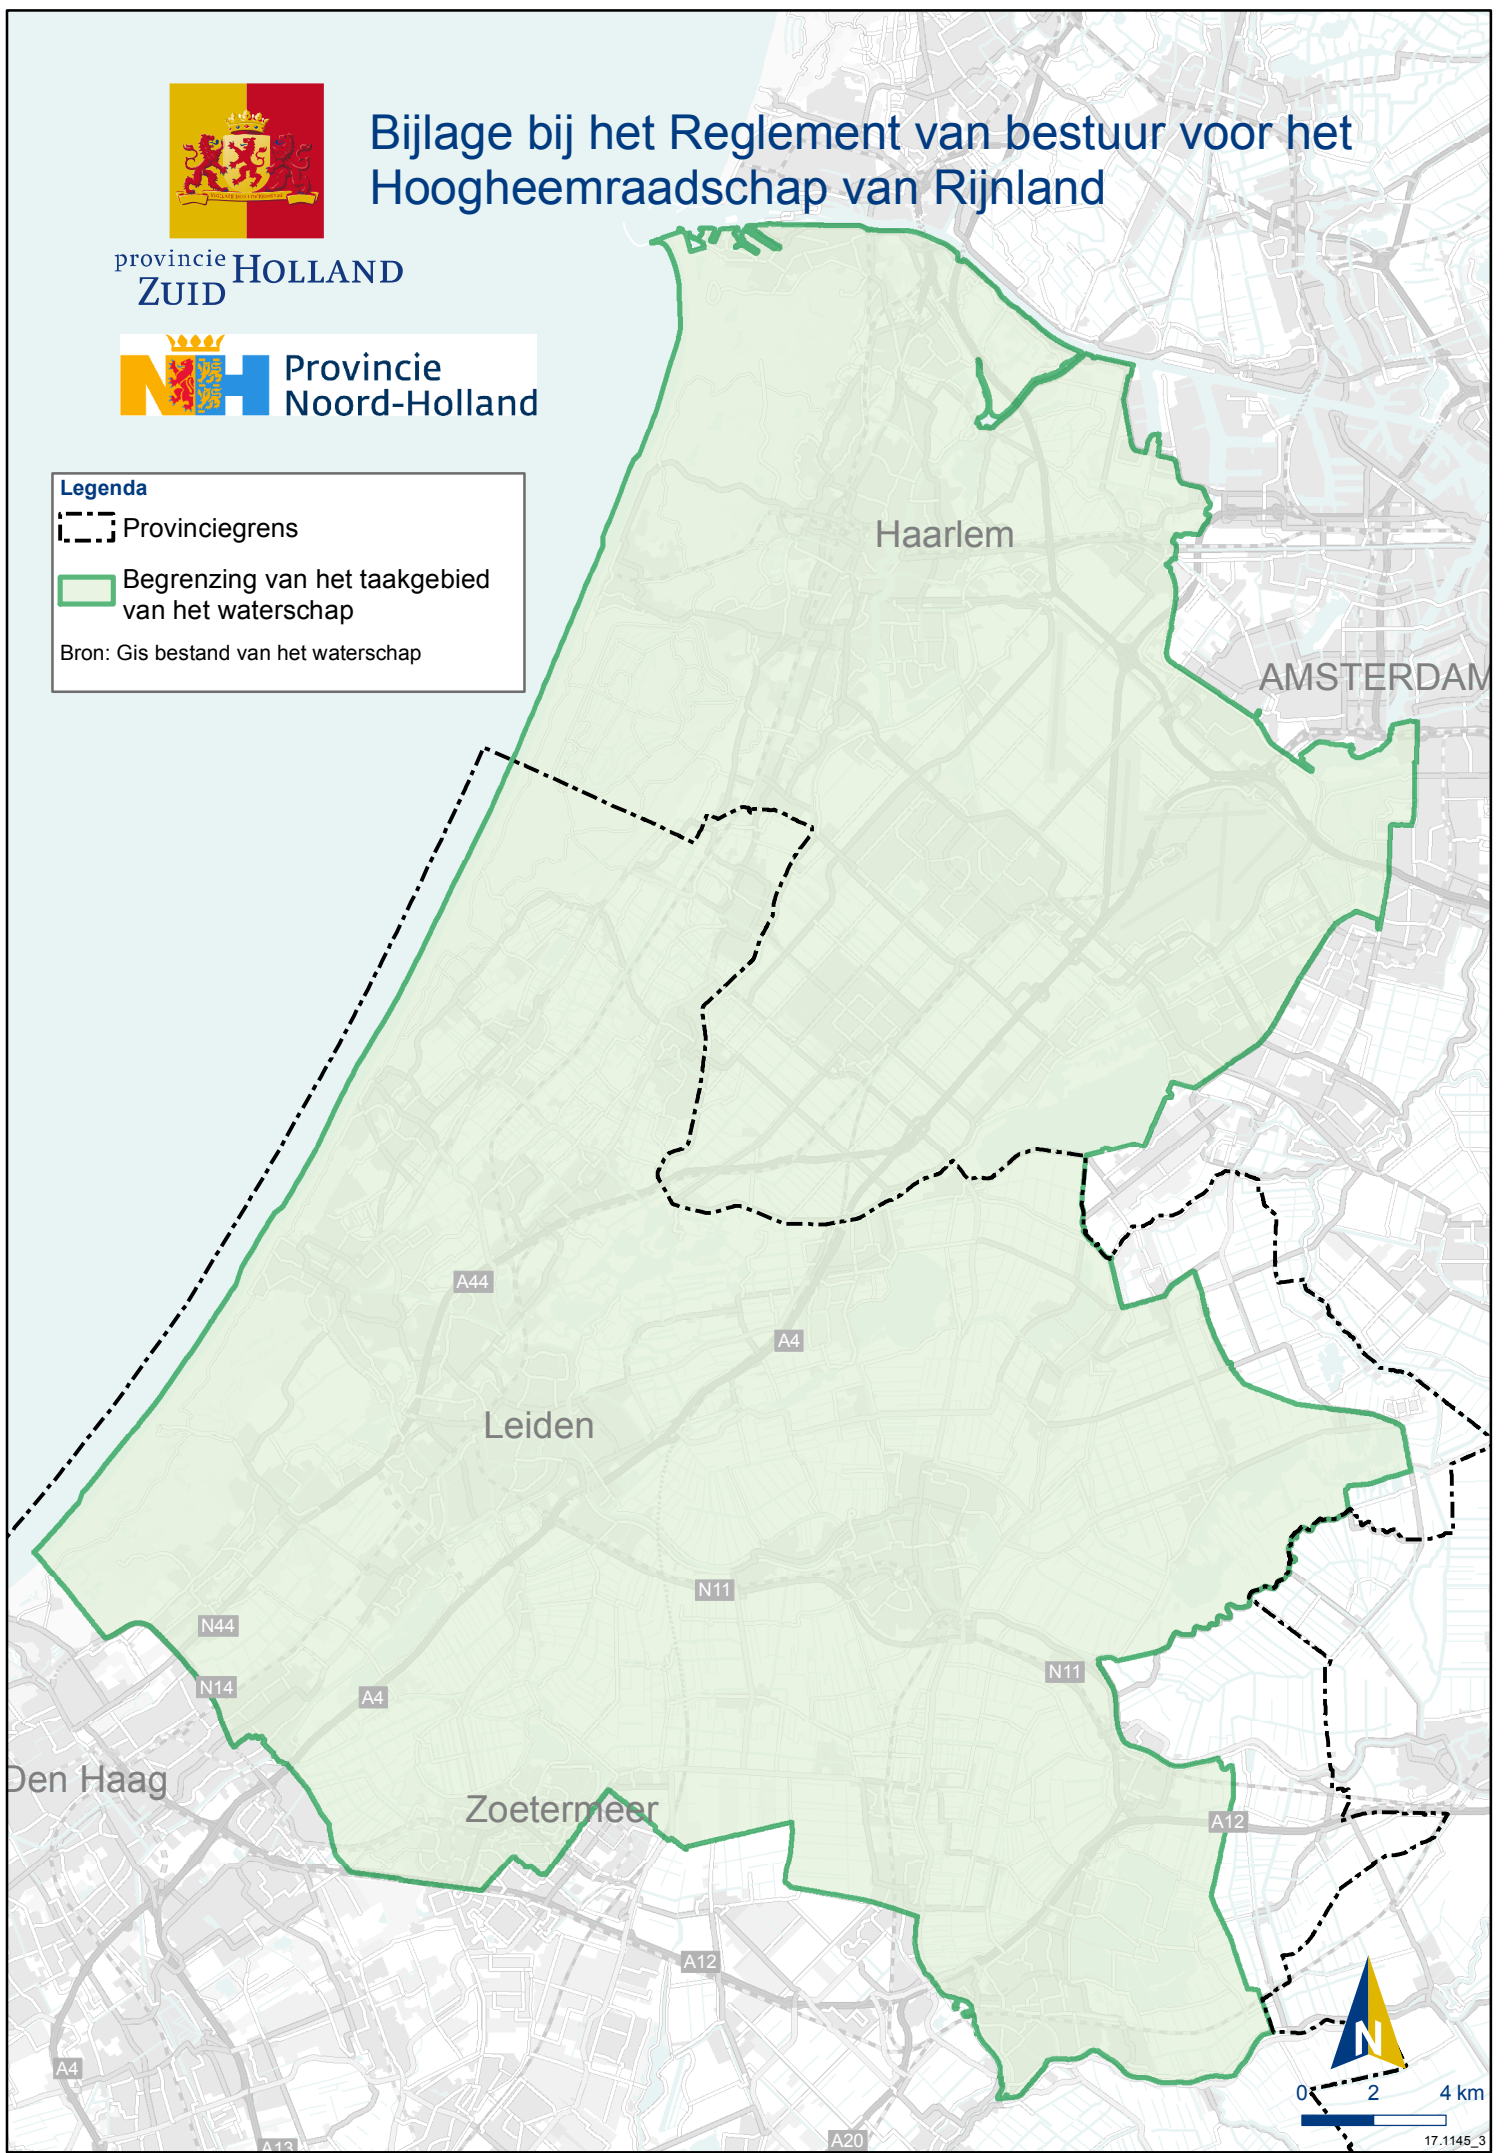 Bijlage bij het Reglement van bestuur voor het
Hoogheemraadschap van Rijnland
provincie HOLLAND
ZUID
Provincie
Noord-Holland
Legenda
Provinciegrens
Begrenzing van het taakgebied
van het waterschap
Bron: Gis bestand van het waterschap
Haarlem
AMSTERDAM
A44
A4
Leiden
N11
N44
N11
N14
A4
Den Haag
Zoetermeer
A12
A12
A4
N
0 2 4 km
A20
A13
17.1145_3